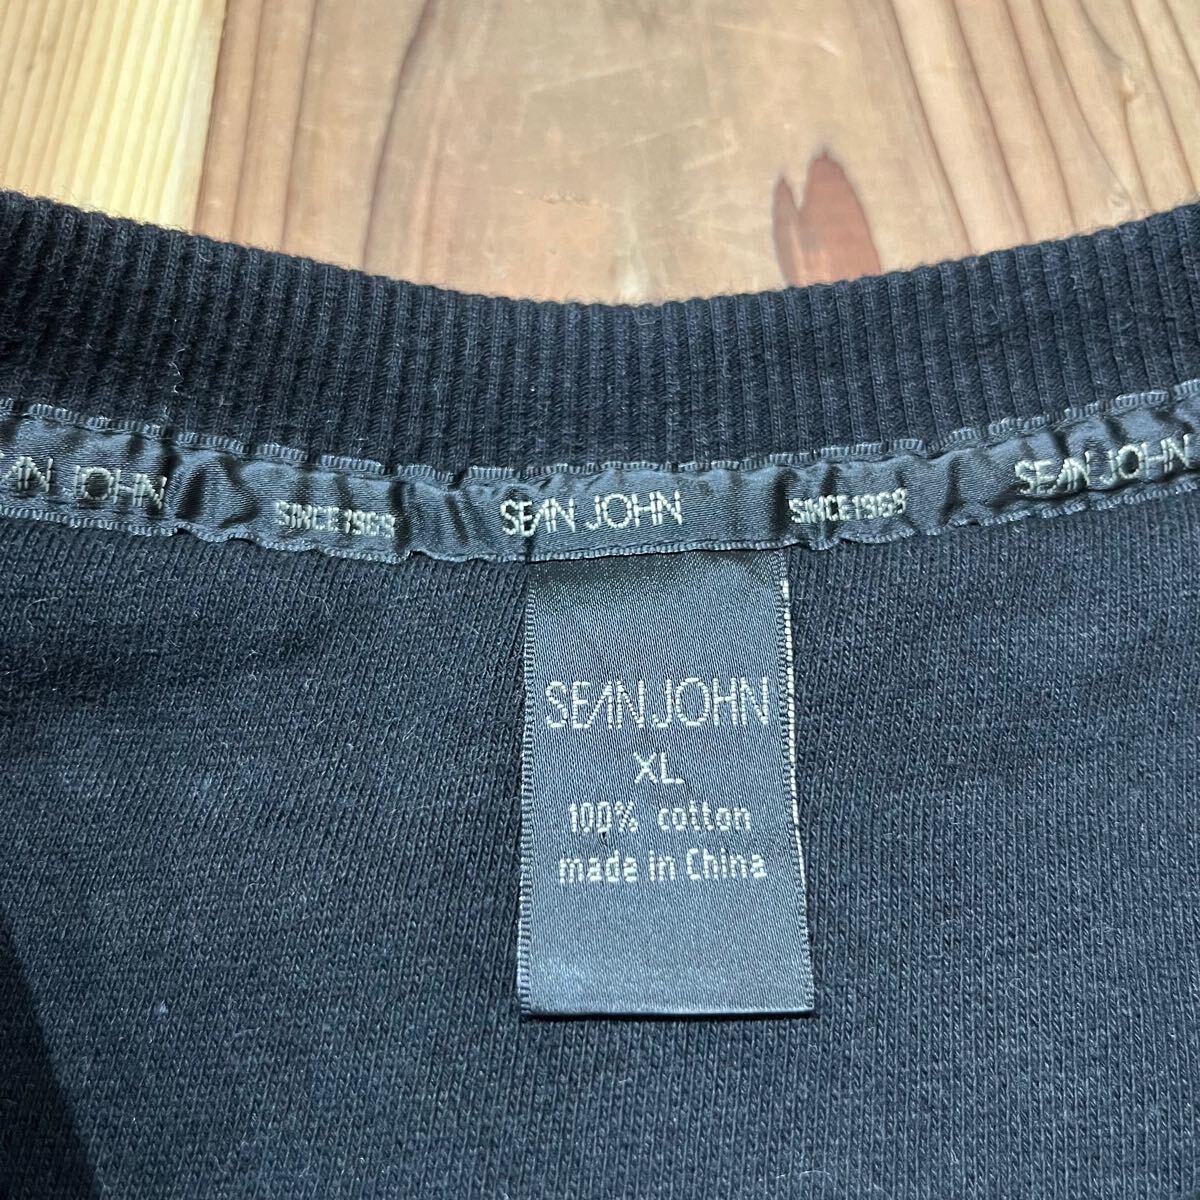 SEAN JOHN SINCE 1969 SEAN JOHN SINCE 1969 SEAN JOHN
SEAN JOHN
XL
100% cotton
made in China